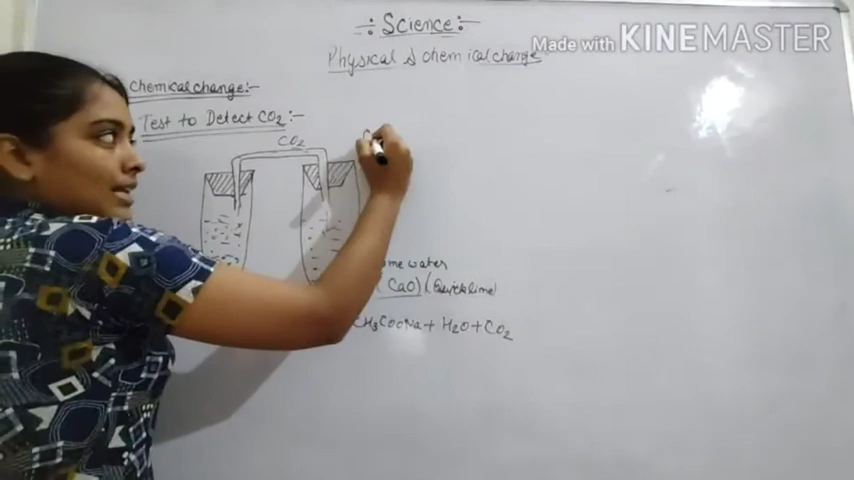 Science
Made with KINEMASTER
Physical & chemical change
Chemical change:-
Test to Detect CO2:-
CO2
water
(CaO) (Quicklime)
CH3COONa + H2O + CO2